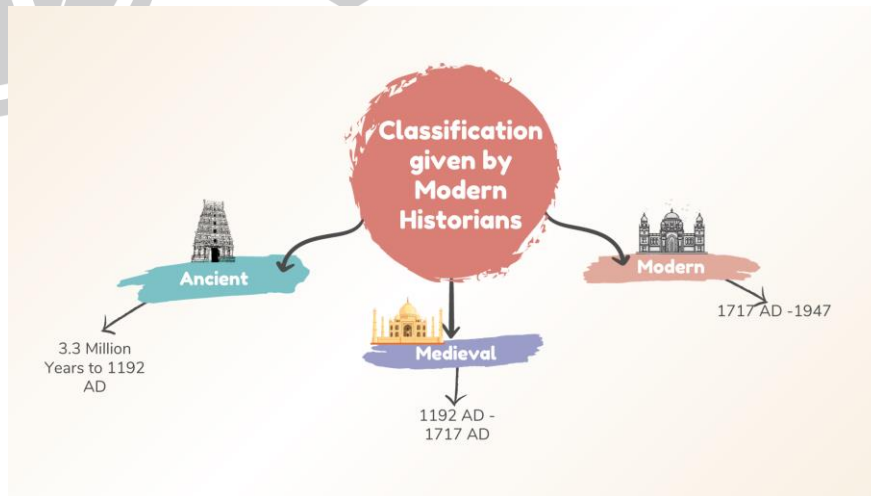 Classification
given by
Modern
Historians
Ancient
3.3 Million
Years to 1192
AD
Medieval
1192 AD -
1717 AD
Modern
1717 AD -1947